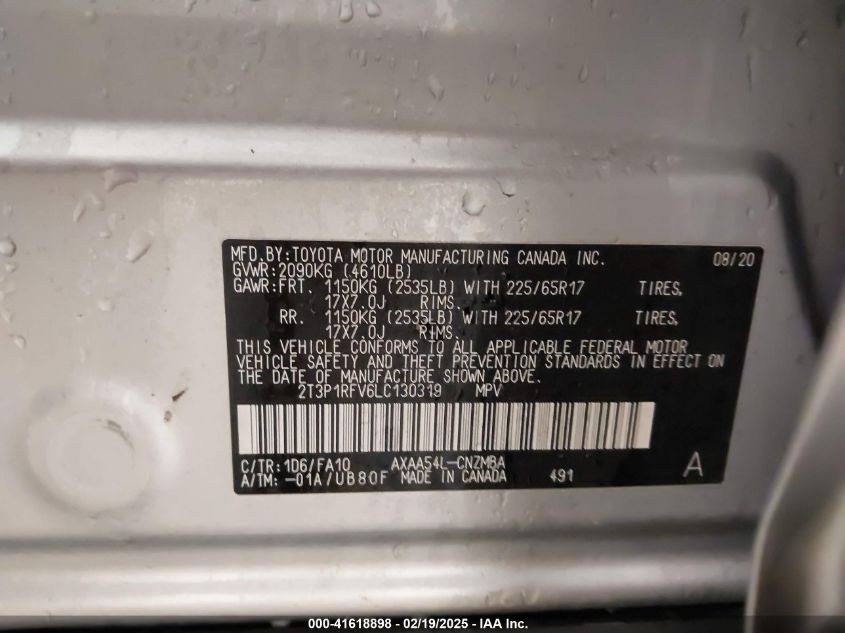 MFD.BY:TOYOTA MOTOR MANUFACTURING CANADA INC. 08/20
GVWR:2090KG (4610LB)
GAWR:FRT. 1150KG (2535LB) WITH 225/65R17 TIRES,
17X7.0J RIMS.
RR. 1150KG (2535LB) WITH 225/65R17 TIRES,
17X7.0J RIMS.
THIS VEHICLE CONFORMS TO ALL APPLICABLE FEDERAL MOTOR
VEHICLE SAFETY AND THEFT PREVENTION STANDARDS IN EFFECT ON
THE DATE OF MANUFACTURE SHOWN ABOVE.
2T3P1RFV6LC130319 MPV
C/TR:1D6/FA10 AXAA54L-CNZMBA
A/TM:-01A/UB80F MADE IN CANADA 491 A
000-41618898 - 02/19/2025 - IAA Inc.